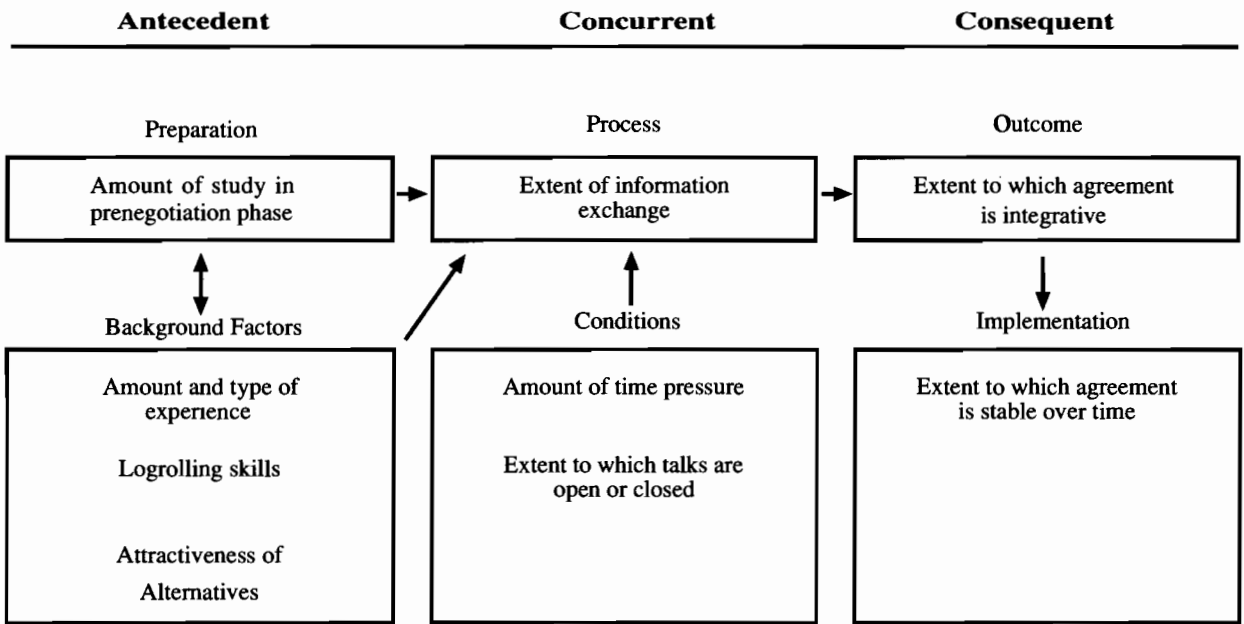 Antecedent
Concurrent
Consequent
Preparation
Process
Outcome
Amount of study in
prenegotiation phase
Extent of information
exchange
Extent to which agreement
is integrative
Background Factors
Conditions
Implementation
Amount and type of
experience
Logrolling skills
Attractiveness of
Alternatives
Amount of time pressure
Extent to which talks are
open or closed
Extent to which agreement
is stable over time